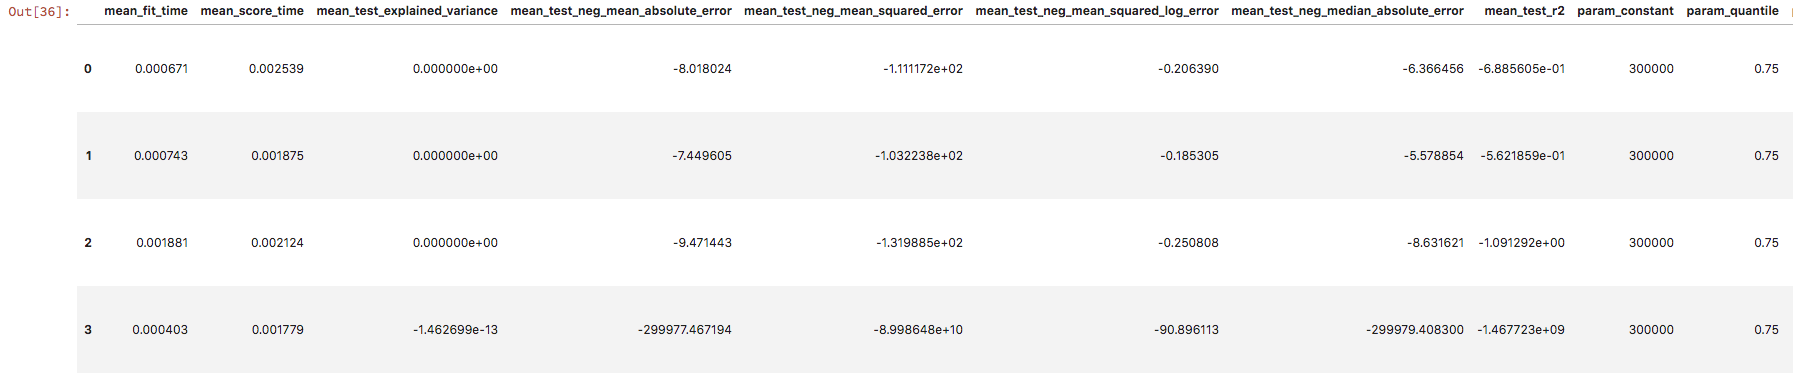 Out[36]: mean_fit_time mean_score_time mean_test_explained_variance mean_test_neg_mean_absolute_error mean_test_neg_mean_squared_error mean_test_neg_mean_squared_log_error mean_test_neg_median_absolute_error mean_test_r2 param_constant param_quantile
0 0.000671 0.002539 0.000000e+00 -8.018024 -1.111172e+02 -0.206390 -6.366456 -6.885605e-01 300000 0.75
1 0.000743 0.001875 0.000000e+00 -7.449605 -1.032238e+02 -0.185305 -5.578854 -5.621859e-01 300000 0.75
2 0.001881 0.002124 0.000000e+00 -9.471443 -1.319885e+02 -0.250808 -8.631621 -1.091292e+00 300000 0.75
3 0.000403 0.001779 -1.462699e-13 -299977.467194 -8.998648e+10 -90.896113 -299979.408300 -1.467723e+09 300000 0.75